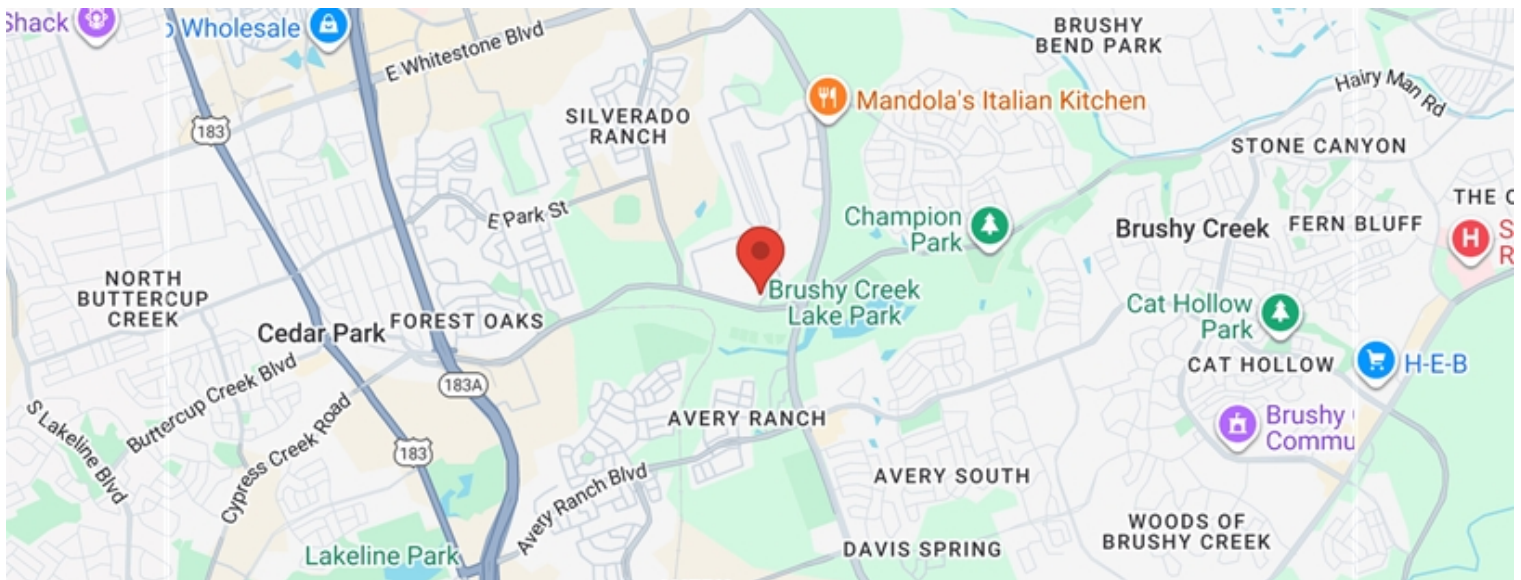 Shack
Wholesale
E Whitestone Blvd
BRUSHY
BEND PARK
Hairy Man Rd
183
Mandola's Italian Kitchen
SILVERADO
RANCH
STONE CANYON
THE
E Park St
Champion
Park
Brushy Creek
FERN BLUFF
H
S
R
NORTH
BUTTERCUP
CREEK
Brushy Creek
Lake Park
Cat Hollow
Park
Cedar Park
FOREST OAKS
CAT HOLLOW
H-E-B
183A
Buttercup Creek Blvd
S Lakeline Blvd
Cypress Creek Road
AVERY RANCH
Brushy
Commu
183
Avery Ranch Blvd
AVERY SOUTH
WOODS OF
BRUSHY CREEK
Lakeline Park
DAVIS SPRING